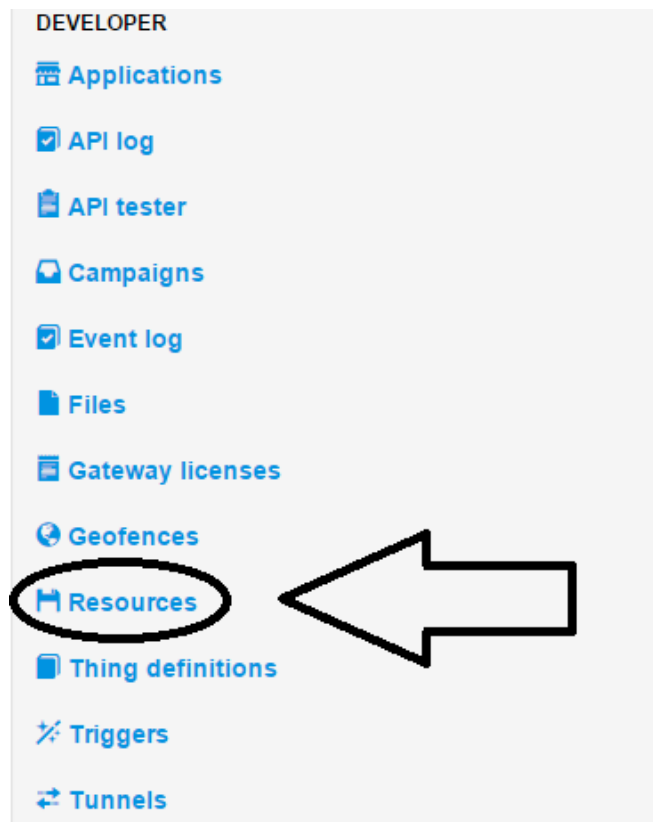 DEVELOPER
Applications
API log
API tester
Campaigns
Event log
Files
Gateway licenses
Geofences
Resources
Thing definitions
Triggers
Tunnels